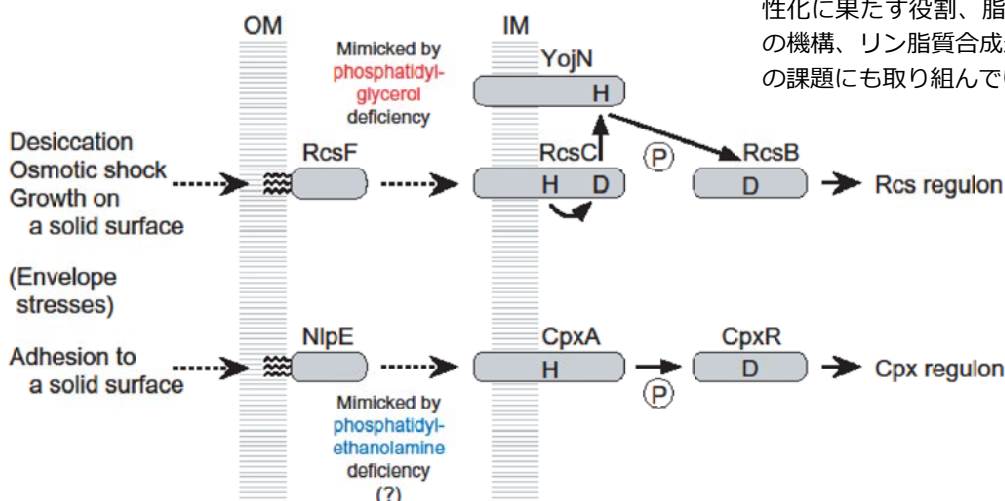 性化に果たす役割、脂
の機構、リン脂質合成
の課題にも取り組んで
OM
IM
Mimicked by
phosphatidyl-
glycerol
deficiency
YojN
H
Desiccation
Osmotic shock
Growth on
a solid surface
RcsF
RcsC
H D
P
RcsB
D
Rcs regulon
(Envelope
stresses)
Adhesion to
a solid surface
NlpE
CpxA
H
P
CpxR
D
Cpx regulon
Mimicked by
phosphatidyl-
ethanolamine
deficiency
(?)